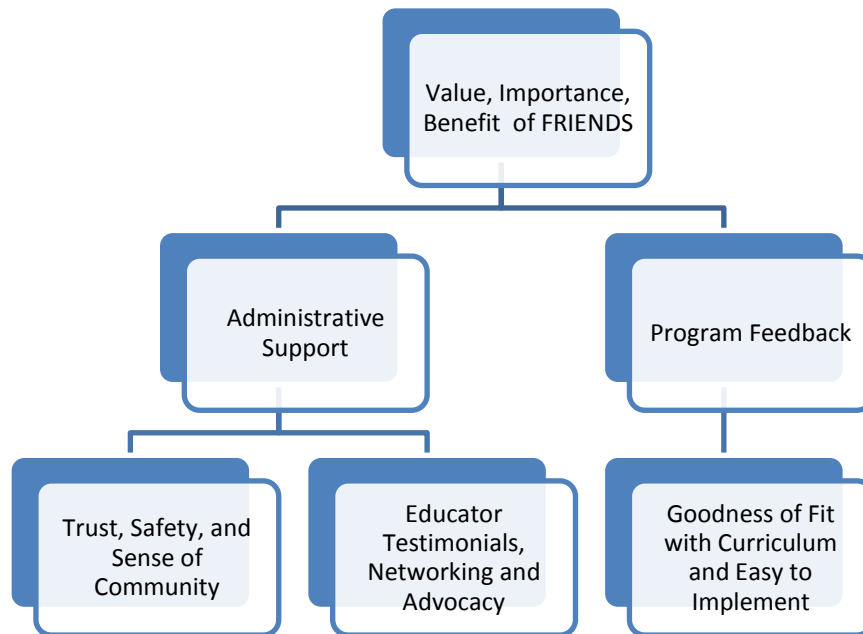 Value, Importance,
Benefit of FRIENDS
Administrative
Support
Program Feedback
Trust, Safety, and
Sense of
Community
Educator
Testimonials,
Networking and
Advocacy
Goodness of Fit
with Curriculum
and Easy to
Implement